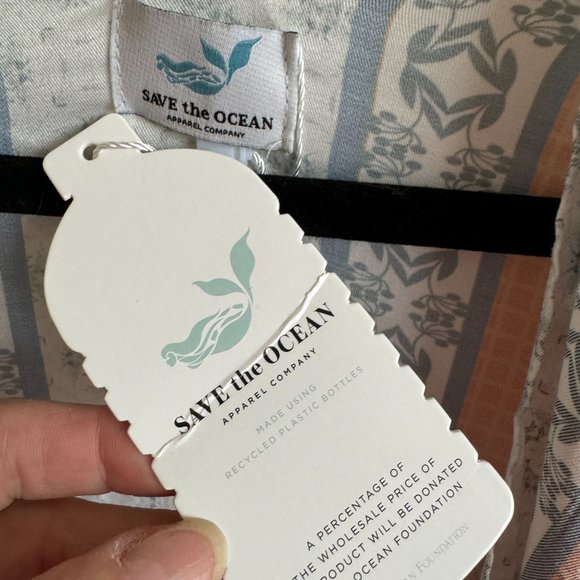 SAVE the OCEAN
APPAREL COMPANY
SAVE the OCEAN
APPAREL COMPANY
MADE USING
RECYCLED PLASTIC BOTTLES
A PERCENTAGE OF
THE WHOLESALE PRICE OF
PRODUCT WILL BE DONATED
OCEAN FOUNDATION
FOUNDATION